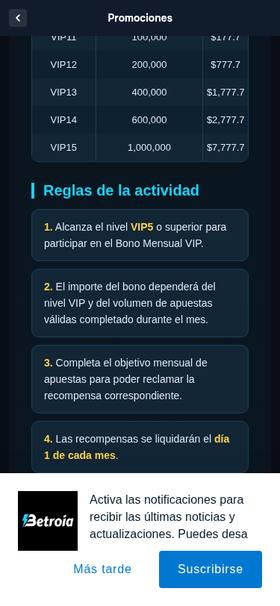 Promociones
VIP11 100,000 $177.7
VIP12 200,000 $777.7
VIP13 400,000 $1,777.7
VIP14 600,000 $2,777.7
VIP15 1,000,000 $7,777.7
Reglas de la actividad
1. Alcanza el nivel VIP5 o superior para
participar en el Bono Mensual VIP.
2. El importe del bono dependerá del
nivel VIP y del volumen de apuestas
válidas completado durante el mes.
3. Completa el objetivo mensual de
apuestas para poder reclamar la
recompensa correspondiente.
4. Las recompensas se liquidarán el día
1 de cada mes.
Betroia
Activa las notificaciones para
recibir las últimas noticias y
actualizaciones. Puedes desa
Más tarde
Suscribirse